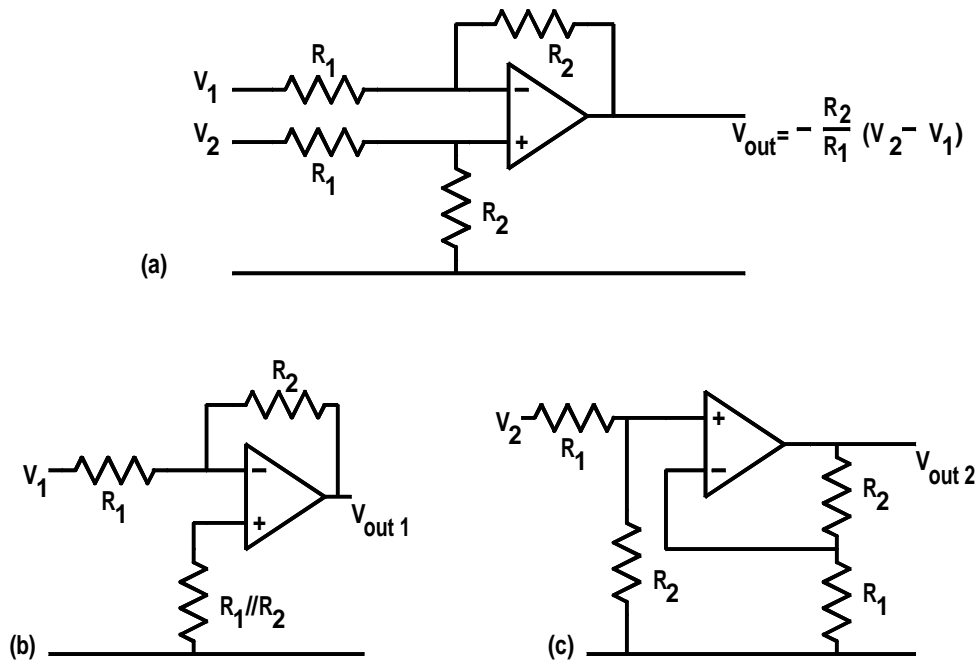 R1
R2
V1
-
V2
+
R1
R2
Vout = - R2/R1 (V2 - V1)
(a)
R2
V1
R1
-
+
Vout 1
R1//R2
(b)
V2
R1
+
-
Vout 2
R2
R2
R1
(c)